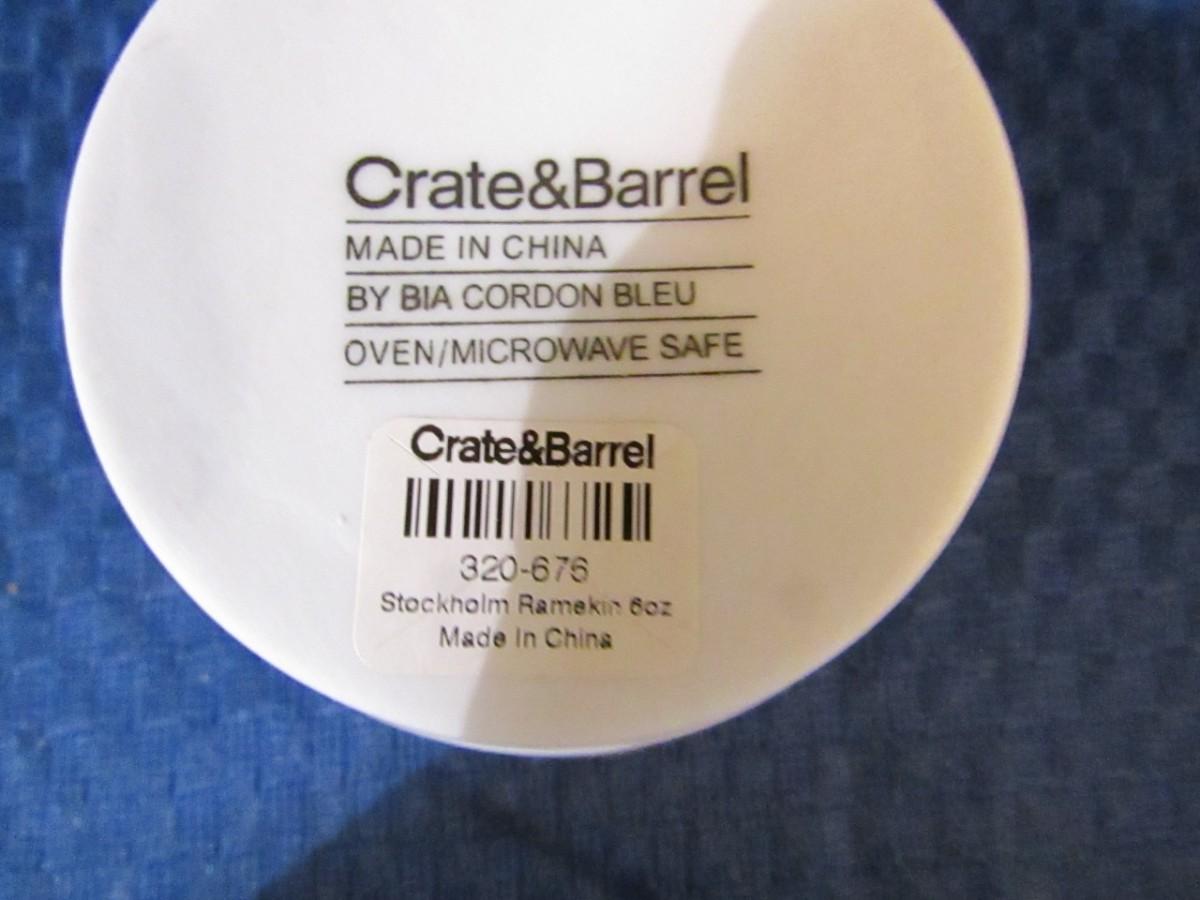 Crate&Barrel
MADE IN CHINA
BY BIA CORDON BLEU
OVEN/MICROWAVE SAFE
Crate&Barrel
320-676
Stockholm Ramekin 6oz
Made In China